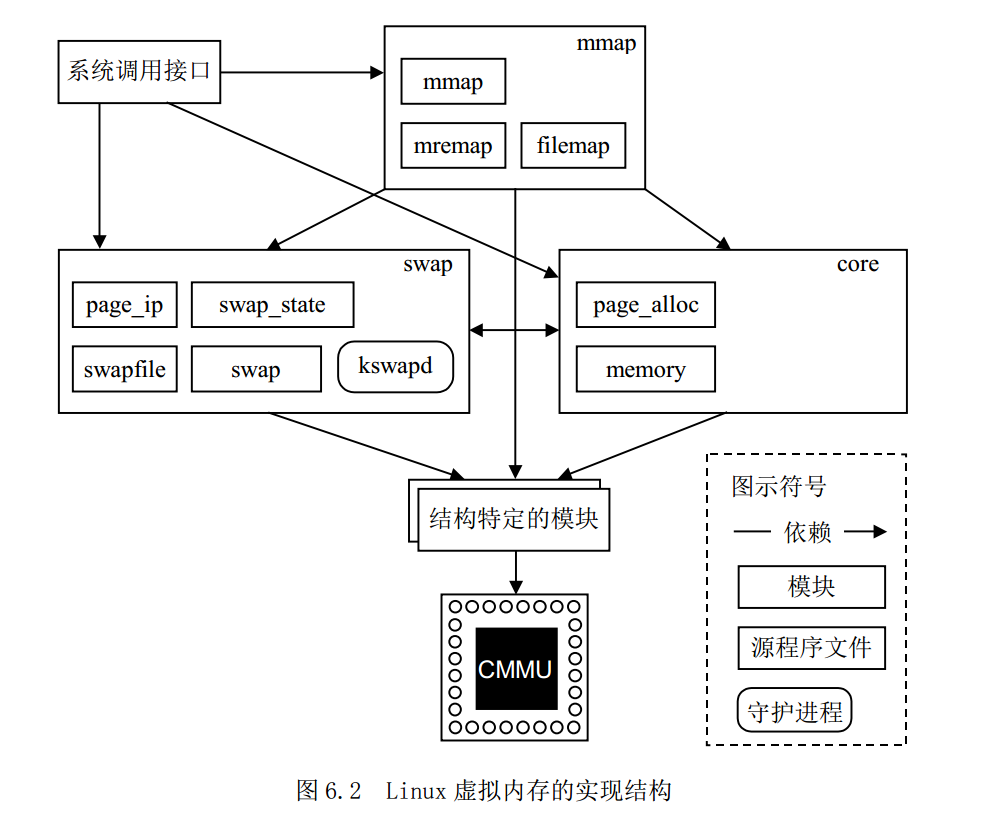 系统调用接口
mmap
mmap
mremap
filemap
swap
page_ip
swap_state
swapfile
swap
kswapd
core
page_alloc
memory
结构特定的模块
CMMU
图示符号
依赖
模块
源程序文件
守护进程
图 6.2 Linux 虚拟内存的实现结构